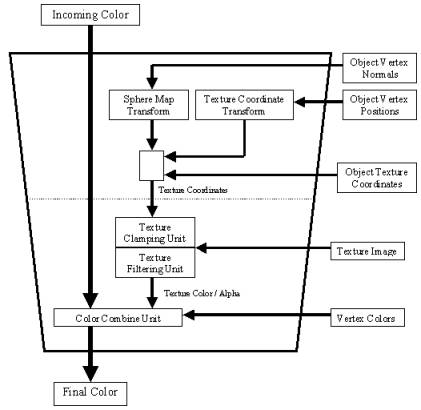 Incoming Color
Object Vertex
Normals
Sphere Map
Transform
Texture Coordinate
Transform
Object Vertex
Positions
Object Texture
Coordinates
Texture Coordinates
Texture
Clamping Unit
Texture
Filtering Unit
Texture Image
Texture Color / Alpha
Color Combine Unit
Vertex Colors
Final Color